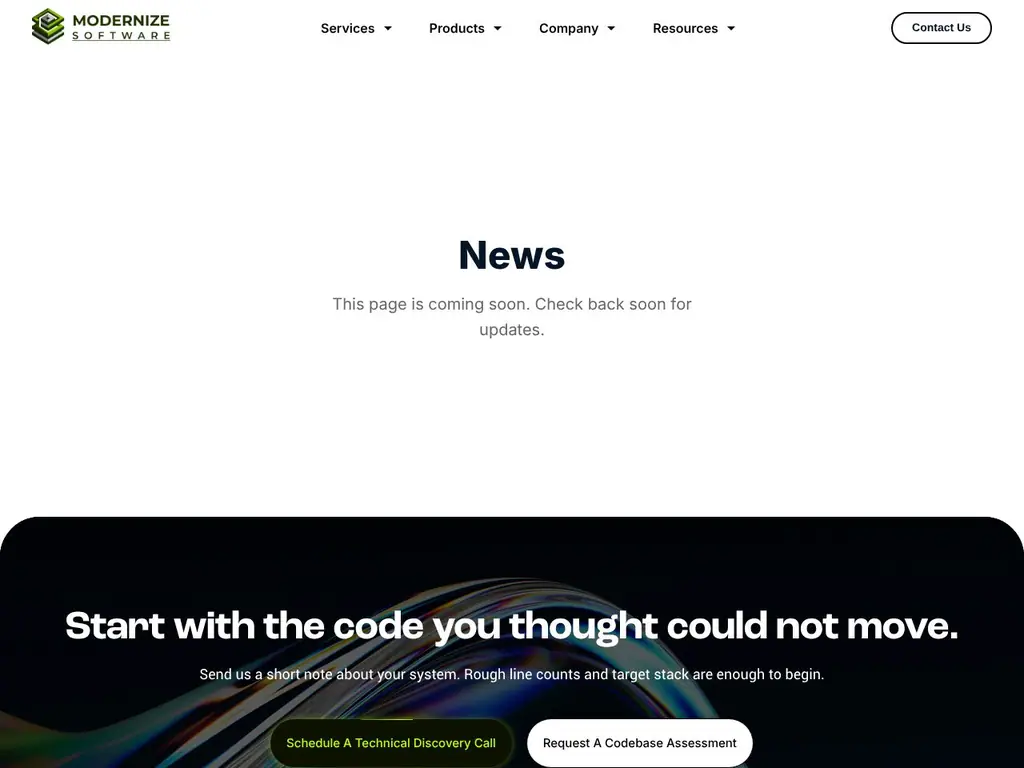 MODERNIZE
SOFTWARE
Services
Products
Company
Resources
Contact Us
News
This page is coming soon. Check back soon for
updates.
Start with the code you thought could not move.
Send us a short note about your system. Rough line counts and target stack are enough to begin.
Schedule A Technical Discovery Call
Request A Codebase Assessment